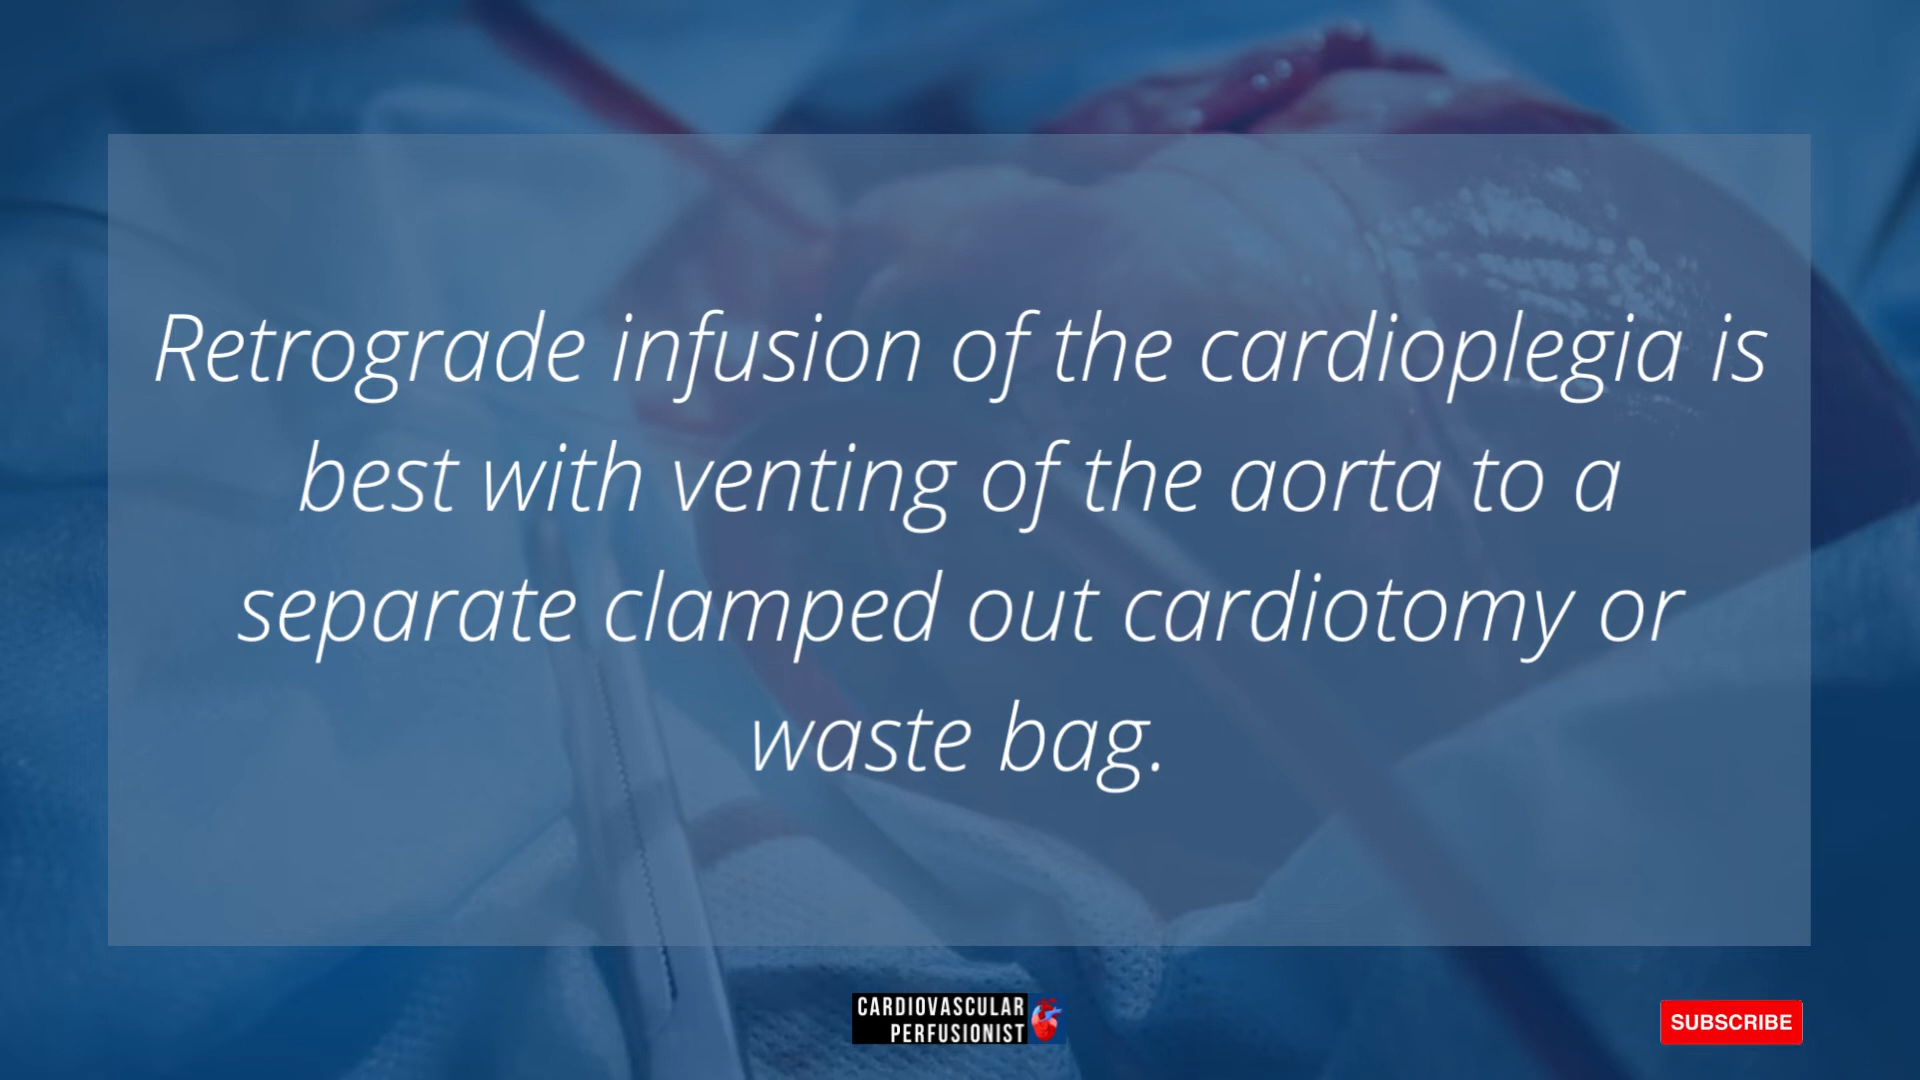 Retrograde infusion of the cardioplegia is
best with venting of the aorta to a
separate clamped out cardiotomy or
waste bag.
CARDIOVASCULAR
PERFUSIONIST
SUBSCRIBE